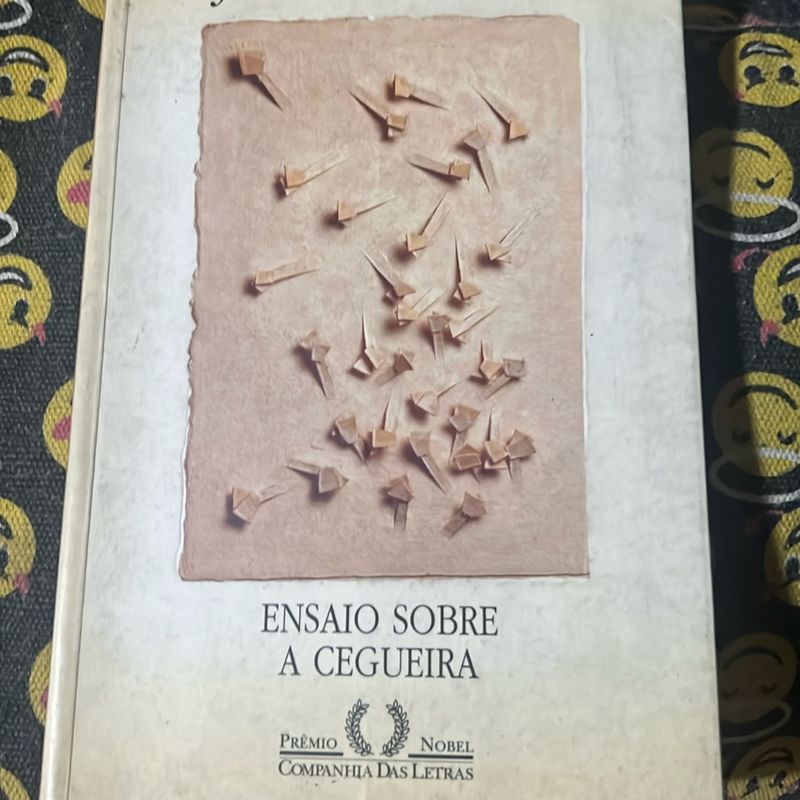 ENSAIO SOBRE
A CEGUEIRA
PRÊMIO NOBEL
COMPANHIA DAS LETRAS